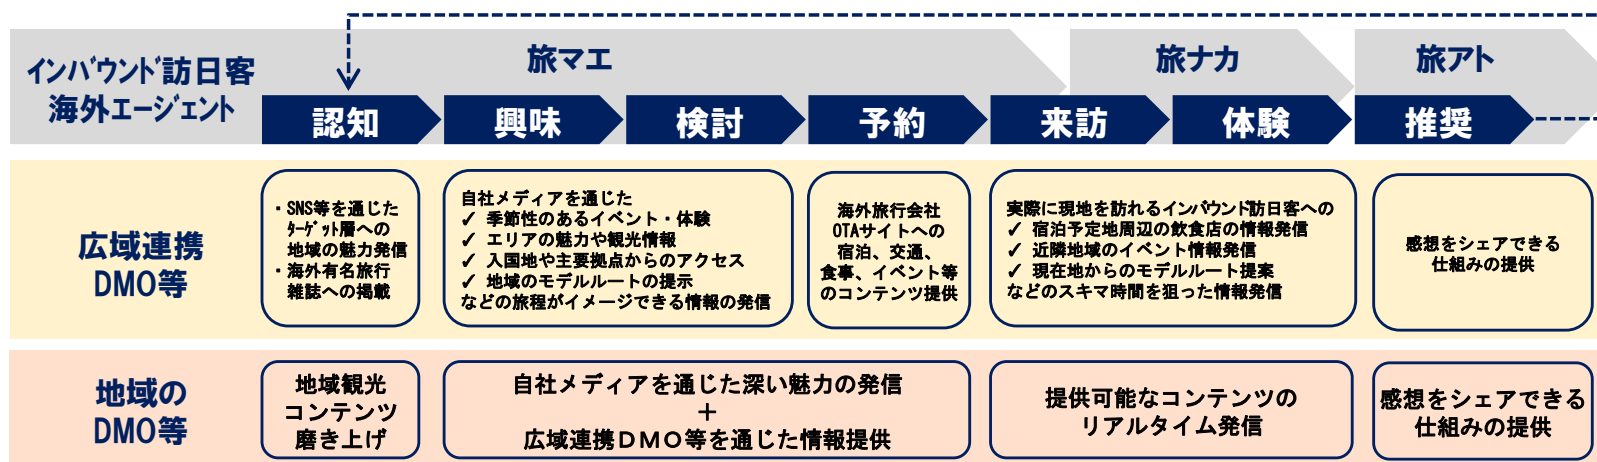 インバウンド訪日客
海外エージェント
旅マエ
旅ナカ
旅アト
認知
興味
検討
予約
来訪
体験
推奨
広域連携
DMO等
・SNS等を通じた
ターゲット層への
地域の魅力発信
・海外有名旅行
雑誌への掲載
自社メディアを通じた
✓ 季節性のあるイベント・体験
✓ エリアの魅力や観光情報
✓ 入国地や主要拠点からのアクセス
✓ 地域のモデルルートの提示
などの旅程がイメージできる情報の発信
海外旅行会社
OTAサイトへの
宿泊、交通、
食事、イベント等
のコンテンツ提供
実際に現地を訪れるインバウンド訪日客への
✓ 宿泊予定地周辺の飲食店の情報発信
✓ 近隣地域のイベント情報発信
✓ 現在地からのモデルルート提案
などのスキマ時間を狙った情報発信
感想をシェアできる
仕組みの提供
地域の
DMO等
地域観光
コンテンツ
磨き上げ
自社メディアを通じた深い魅力の発信
＋
広域連携ＤＭＯ等を通じた情報提供
提供可能なコンテンツの
リアルタイム発信
感想をシェアできる
仕組みの提供